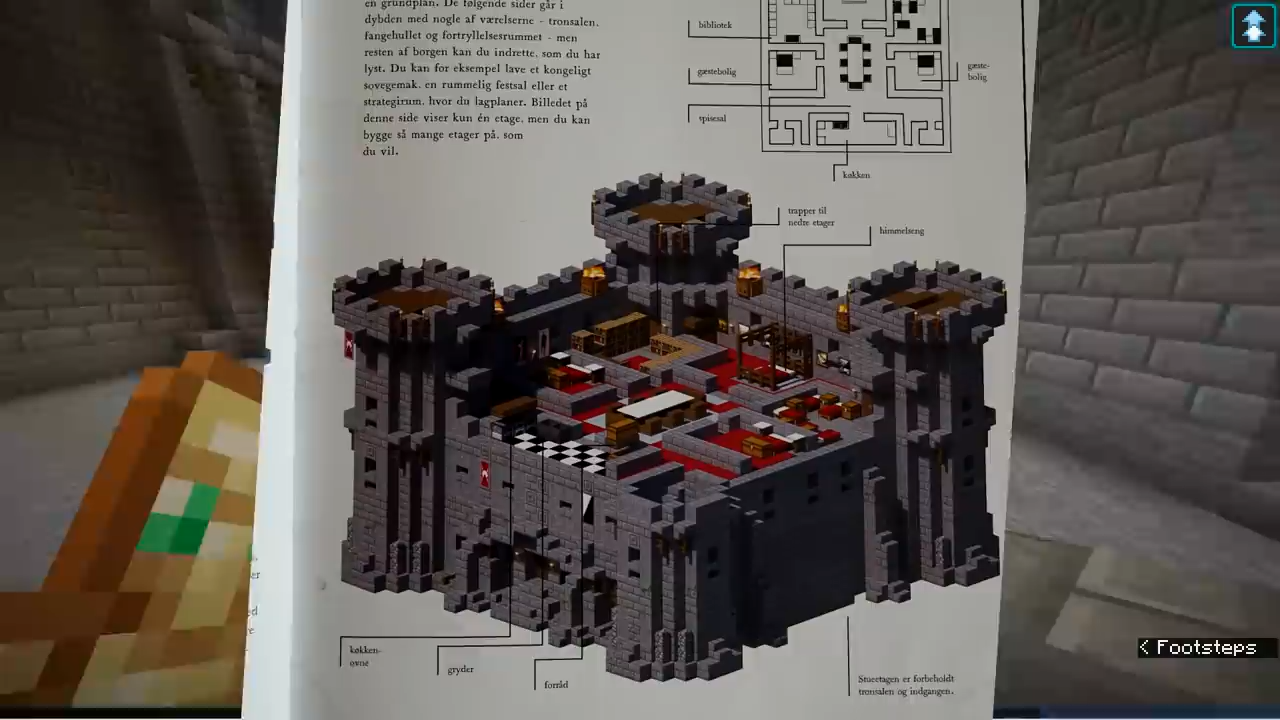 en grundplan. De følgende sider går i
dybden med nogle af værelserne - tronsalen,
fangehullet og fortryllelsesrummet - men
resten af borgen kan du indrette, som du har
lyst. Du kan for eksempel lave et kongeligt
sovegemak, en rummelig festsal eller et
strategirum, hvor du lagplaner. Billedet på
denne side viser kun én etage, men du kan
bygge så mange etager på, som
du vil.
bibliotek
gæstebolig
gæste-
bolig
spisesal
køkken
trapper til
nedre etager
himmelseng
køkken-
ovne
gryder
forråd
Stueetagen er forbeholdt
tronsalen og indgangen.
er
ed
< Footsteps